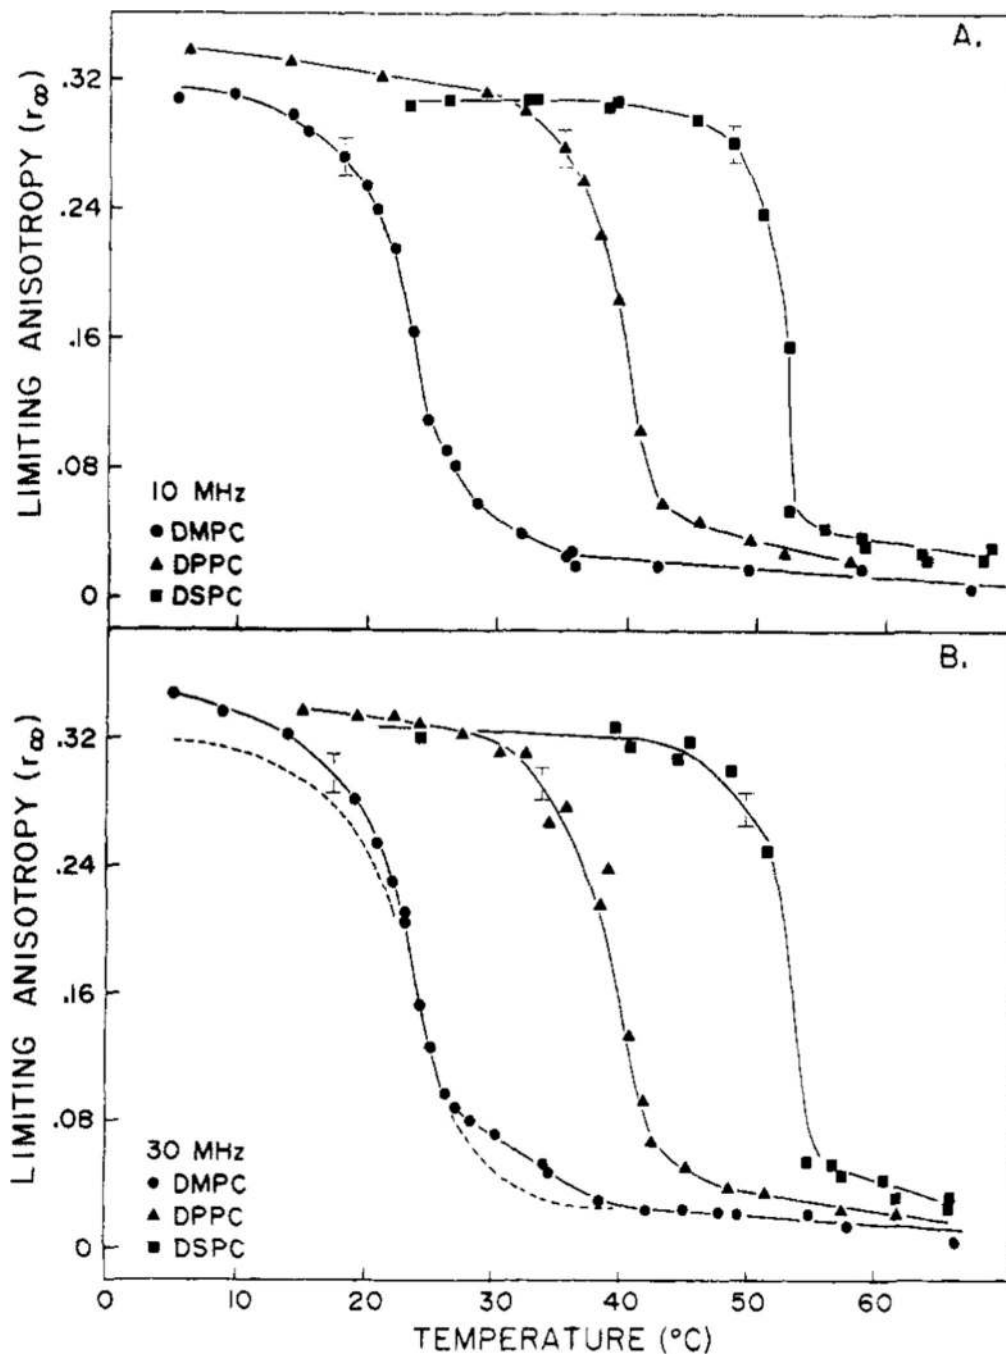 A.
LIMITING ANISOTROPY (r∞)
.32
.24
.16
.08
0
10 MHz
● DMPC
▲ DPPC
■ DSPC
B.
LIMITING ANISOTROPY (r∞)
.32
.24
.16
.08
0
30 MHz
● DMPC
▲ DPPC
■ DSPC
0 10 20 30 40 50 60
TEMPERATURE (°C)